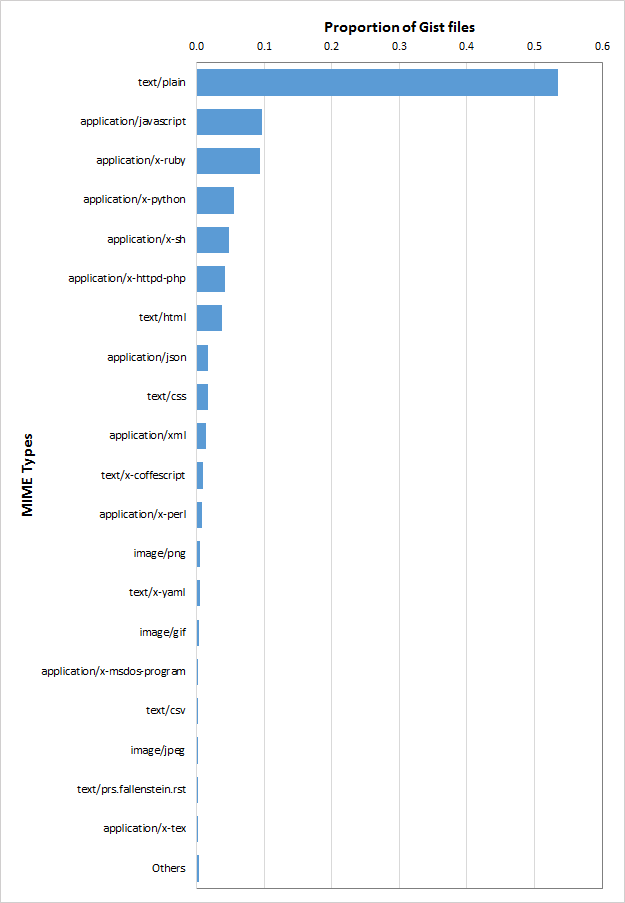 Proportion of Gist files
0.0 0.1 0.2 0.3 0.4 0.5 0.6
text/plain
application/javascript
application/x-ruby
application/x-python
application/x-sh
application/x-httpd-php
text/html
application/json
text/css
application/xml
text/x-coffescript
application/x-perl
image/png
text/x-yaml
image/gif
application/x-msdos-program
text/csv
image/jpeg
text/prs.fallenstein.rst
application/x-tex
Others
MIME Types